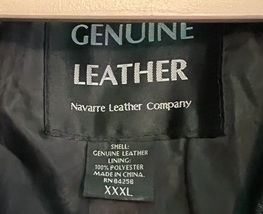 GENUINE
LEATHER
Navarre Leather Company
SHELL:
GENUINE LEATHER
LINING:
100% POLYESTER
MADE IN CHINA
RN 84256
XXXL